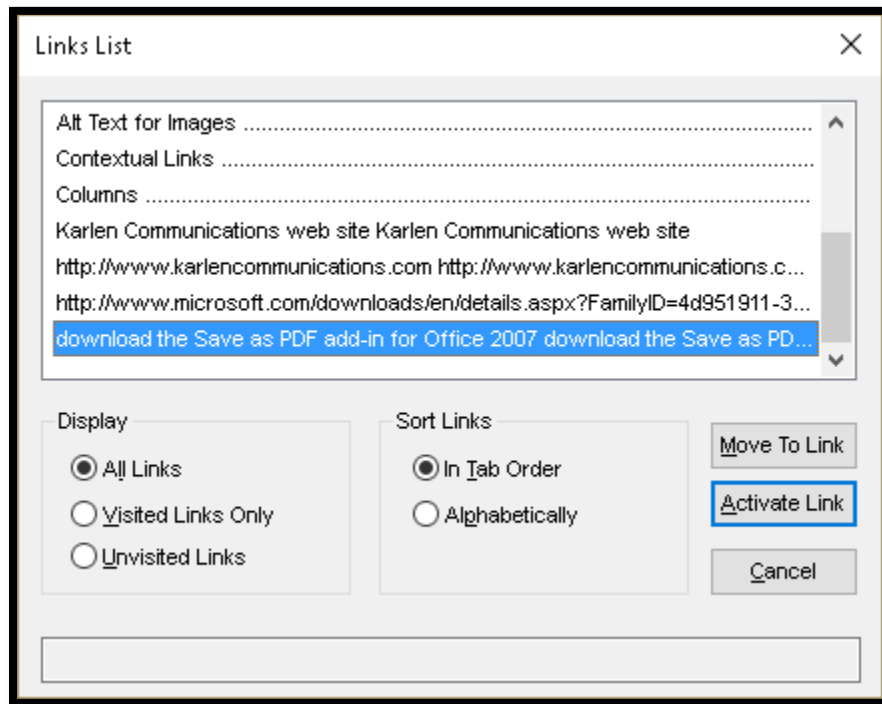 Links List
Alt Text for Images ........................................................................................
Contextual Links ............................................................................................
Columns .........................................................................................................
Karlen Communications web site Karlen Communications web site
http://www.karlencommunications.com http://www.karlencommunications.c...
http://www.microsoft.com/downloads/en/details.aspx?FamilyID=4d951911-3...
download the Save as PDF add-in for Office 2007 download the Save as PD...
Display
All Links
Visited Links Only
Unvisited Links
Sort Links
In Tab Order
Alphabetically
Move To Link
Activate Link
Cancel